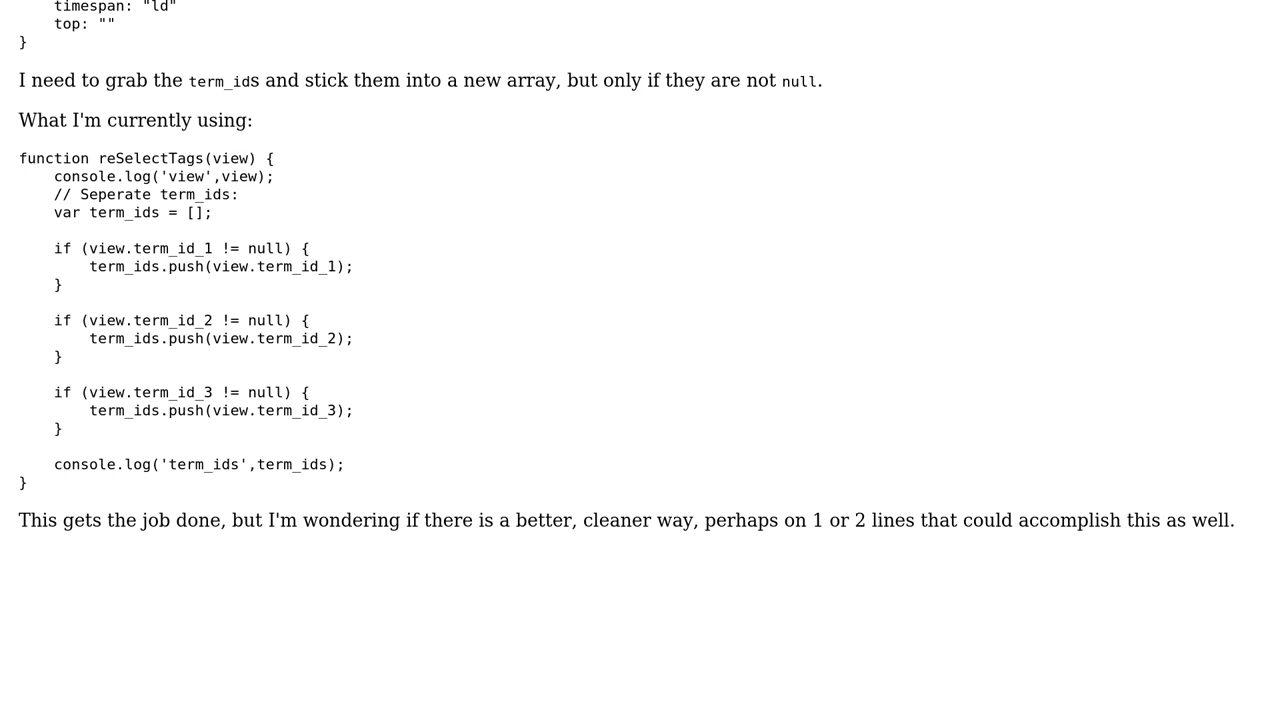 timespan: "ld"
    top: ""
}
I need to grab the term_ids and stick them into a new array, but only if they are not null.
What I'm currently using:
function reSelectTags(view) {
    console.log('view',view);
    // Seperate term_ids:
    var term_ids = [];
    if (view.term_id_1 != null) {
        term_ids.push(view.term_id_1);
    }
    if (view.term_id_2 != null) {
        term_ids.push(view.term_id_2);
    }
    if (view.term_id_3 != null) {
        term_ids.push(view.term_id_3);
    }
    console.log('term_ids',term_ids);
}
This gets the job done, but I'm wondering if there is a better, cleaner way, perhaps on 1 or 2 lines that could accomplish this as well.